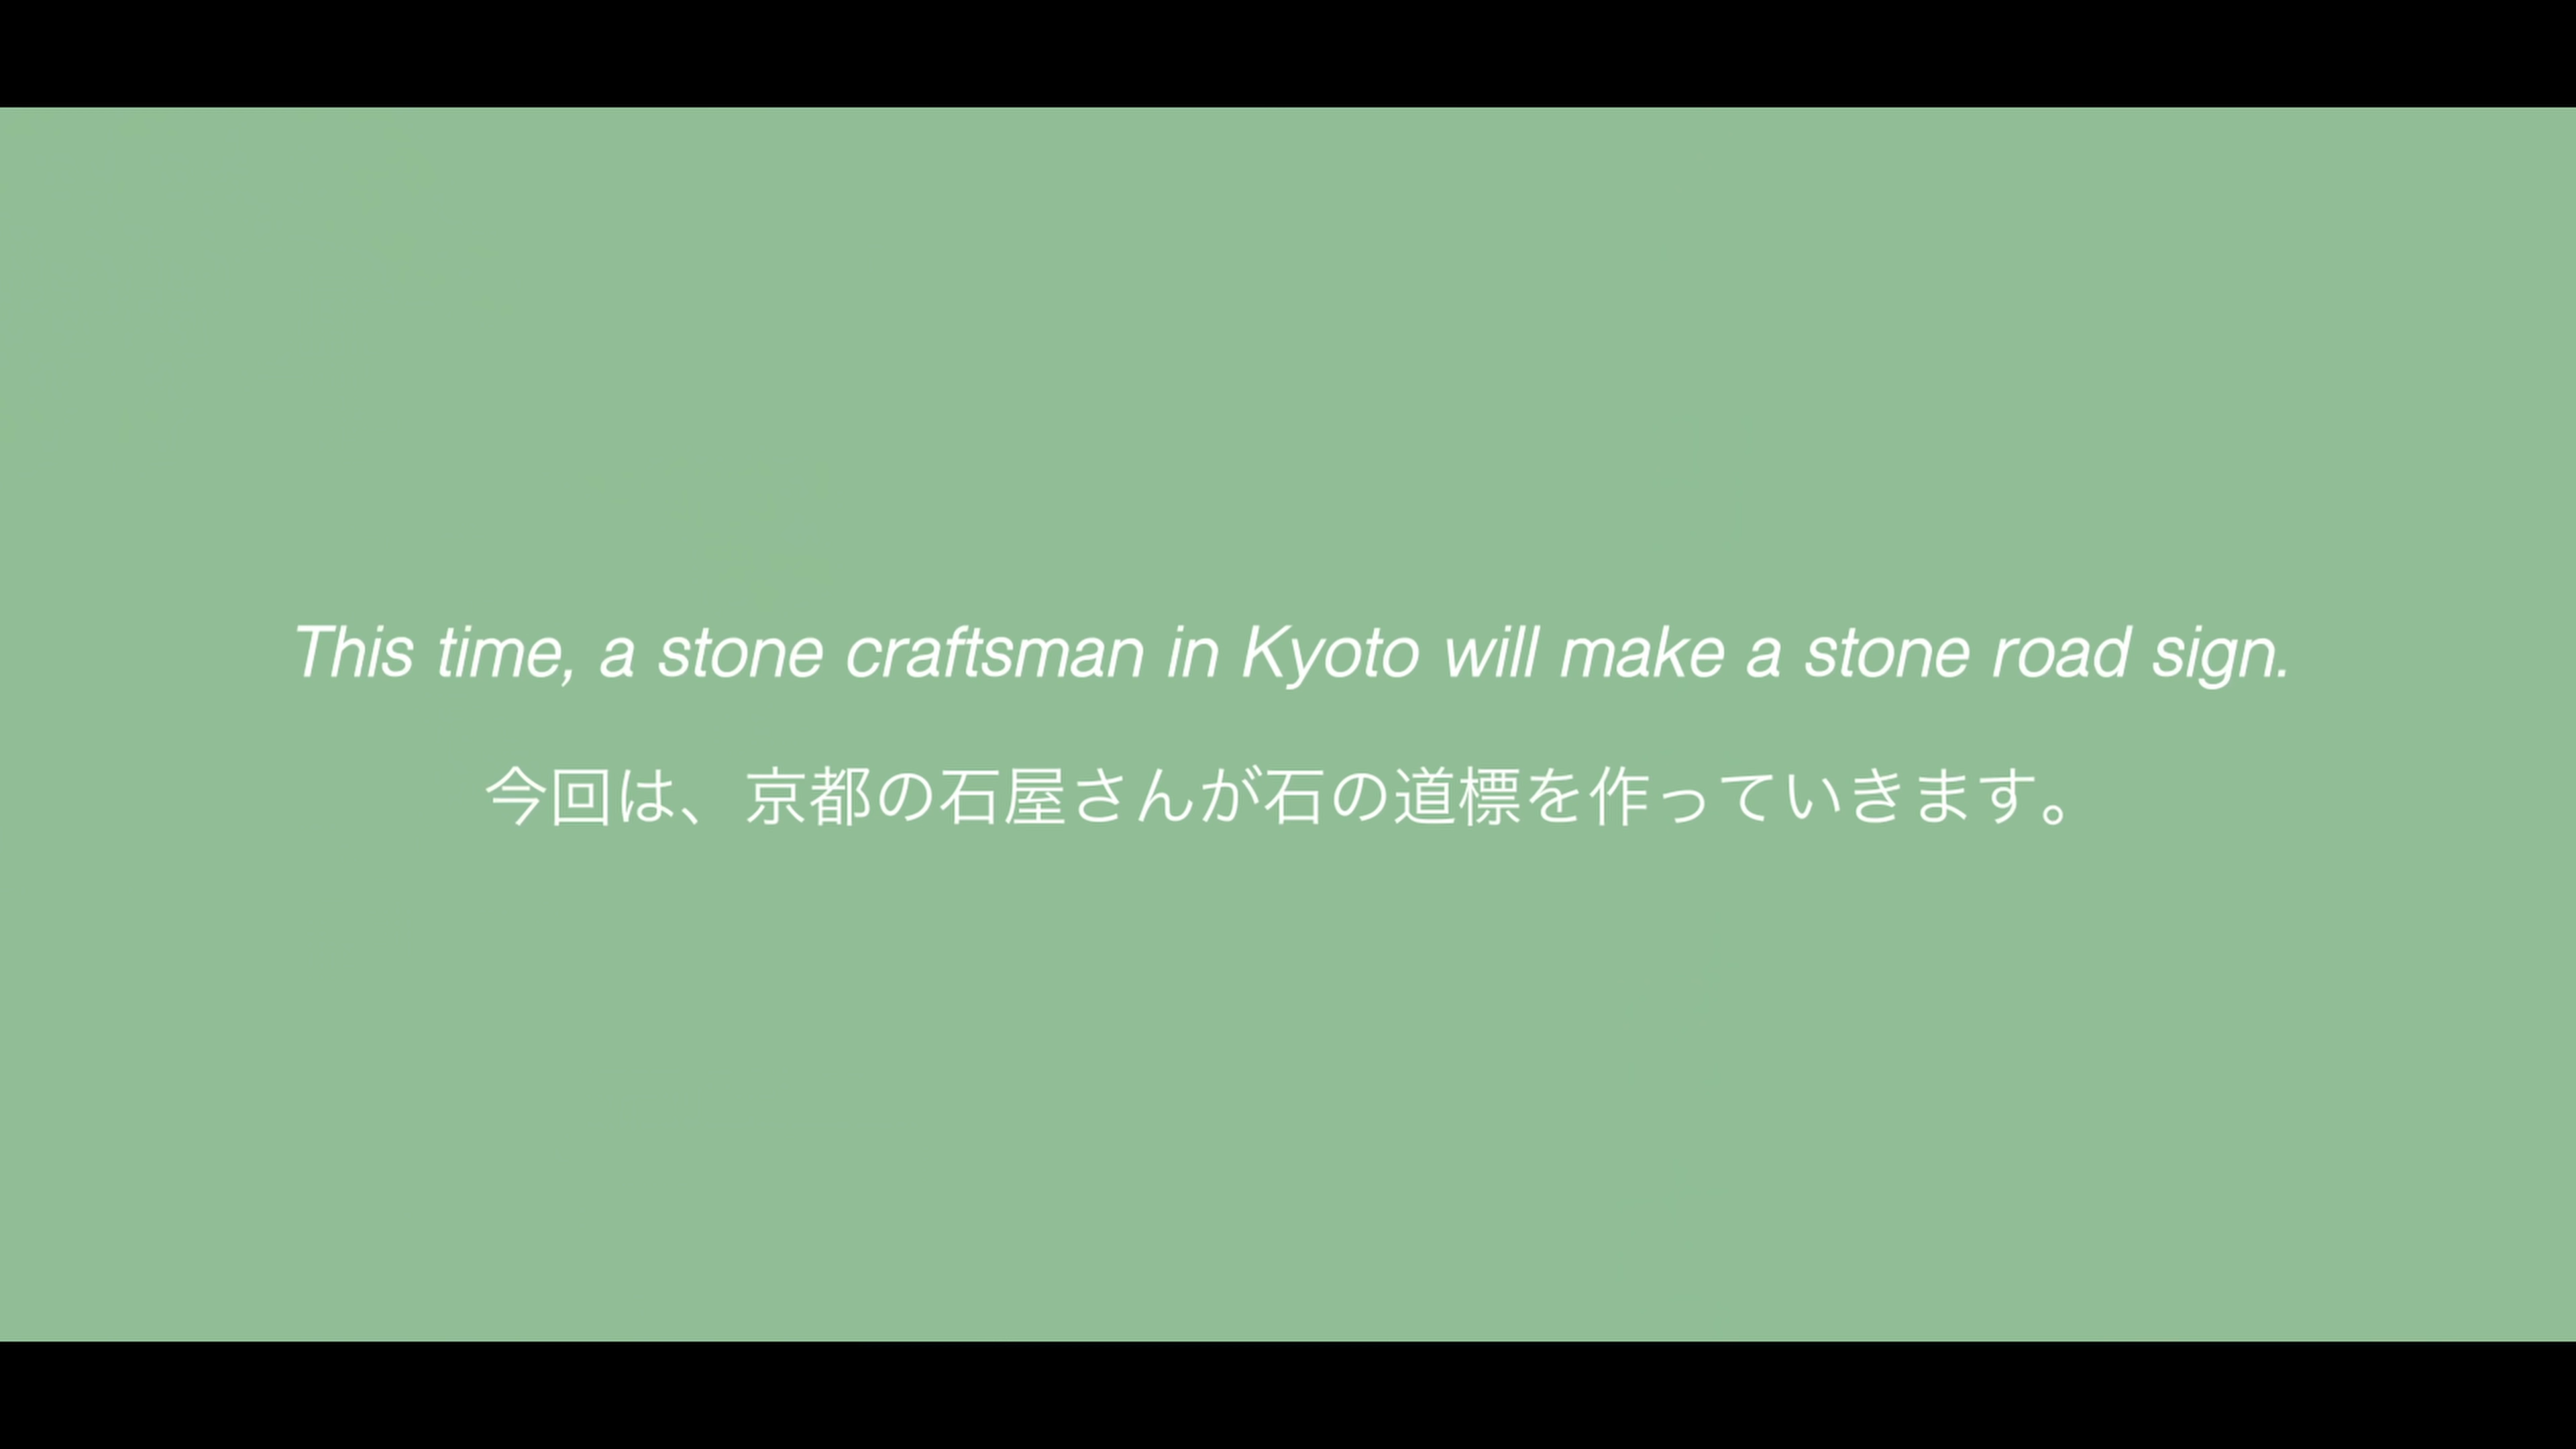 This time, a stone craftsman in Kyoto will make a stone road sign.
今回は、京都の石屋さんが石の道標を作っていきます。